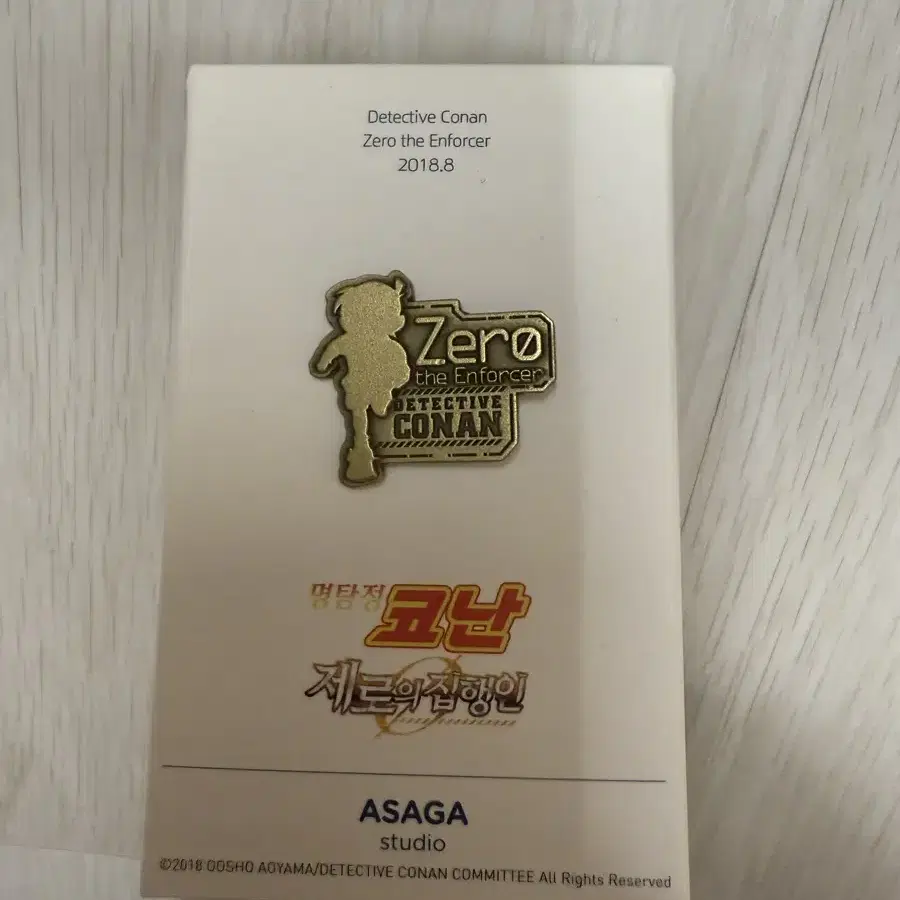 Detective Conan
Zero the Enforcer
2018.8
Zerø
the Enforcer
DETECTIVE
CONAN
명탐정 코난
제로의 집행인
ASAGA
studio
©2018 GOSHO AOYAMA/DETECTIVE CONAN COMMITTEE All Rights Reserved